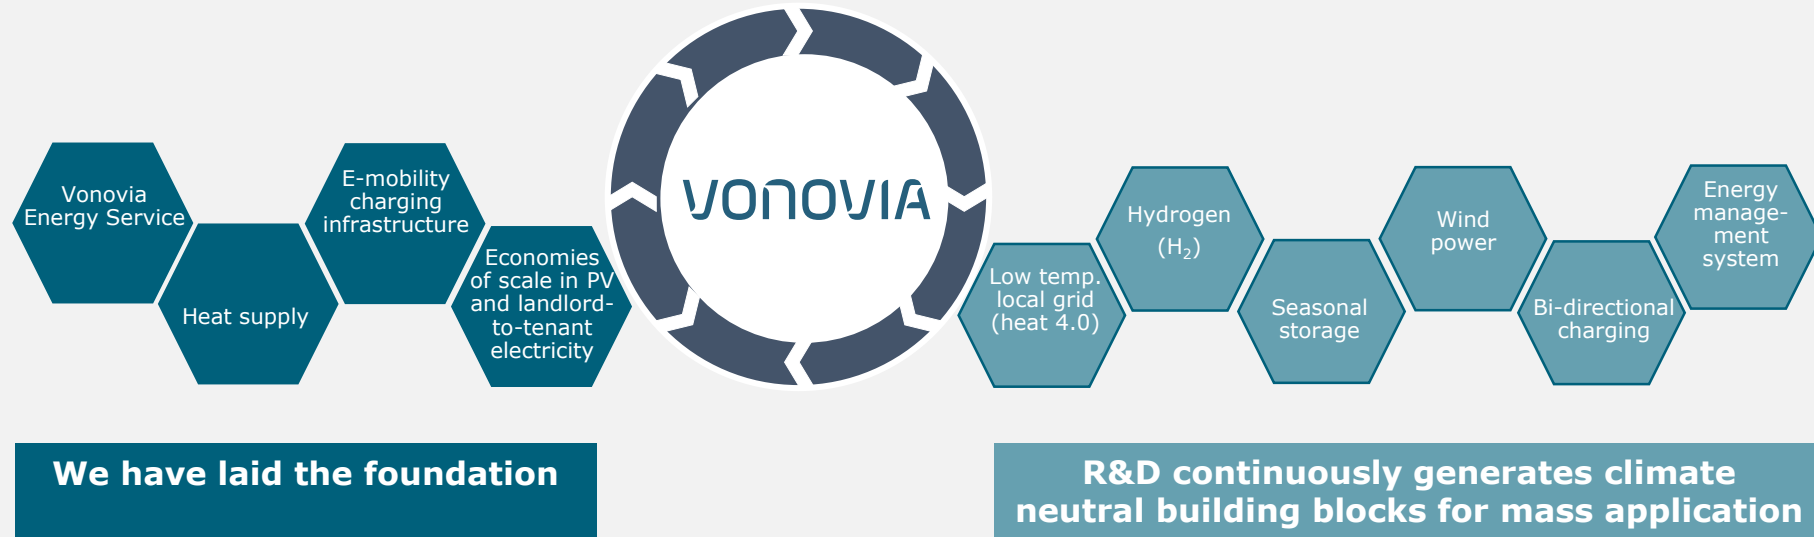 Vonovia
Energy Service
Heat supply
E-mobility
charging
infrastructure
Economies
of scale in PV
and landlord-
to-tenant
electricity
VONOVIA
Low temp.
local grid
(heat 4.0)
Hydrogen
(H₂)
Seasonal
storage
Wind
power
Bi-directional
charging
Energy
manage-
ment
system
We have laid the foundation
R&D continuously generates climate
neutral building blocks for mass application